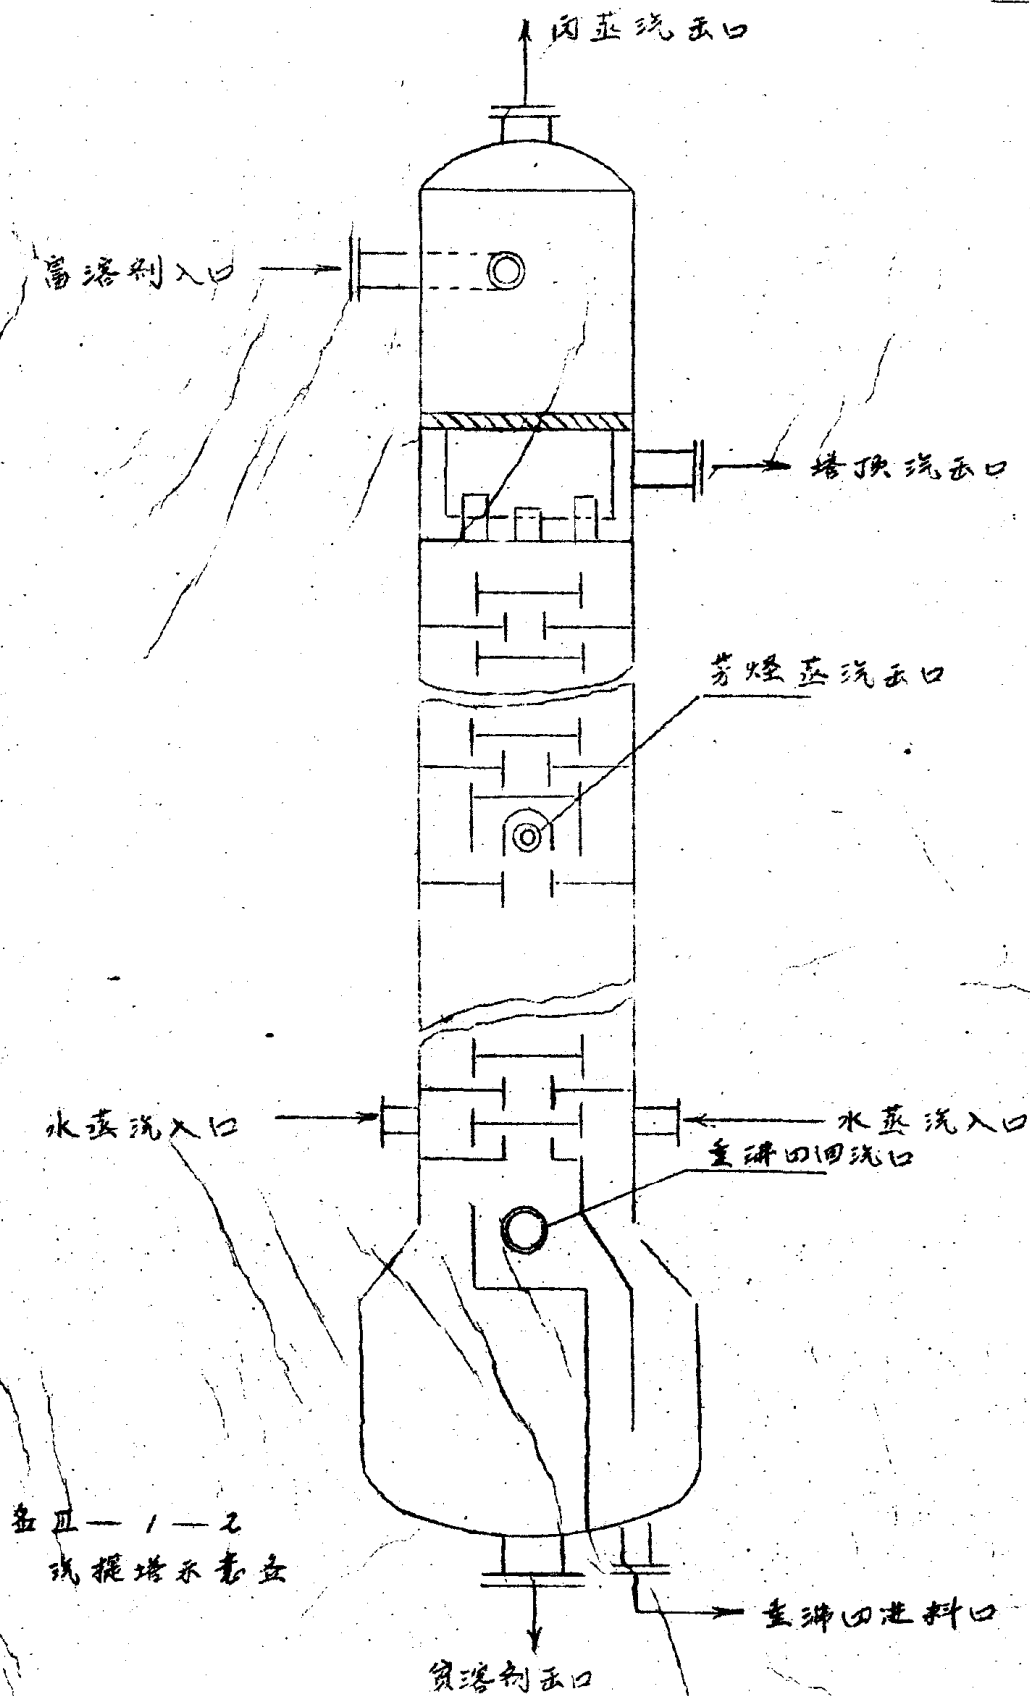 闪蒸汽出口
富溶剂入口
塔顶汽出口
芳烃蒸汽出口
水蒸汽入口
水蒸汽入口
重沸口回汽口
图Ⅲ—1—2
汽提塔示意图
重沸口进料口
贫溶剂出口